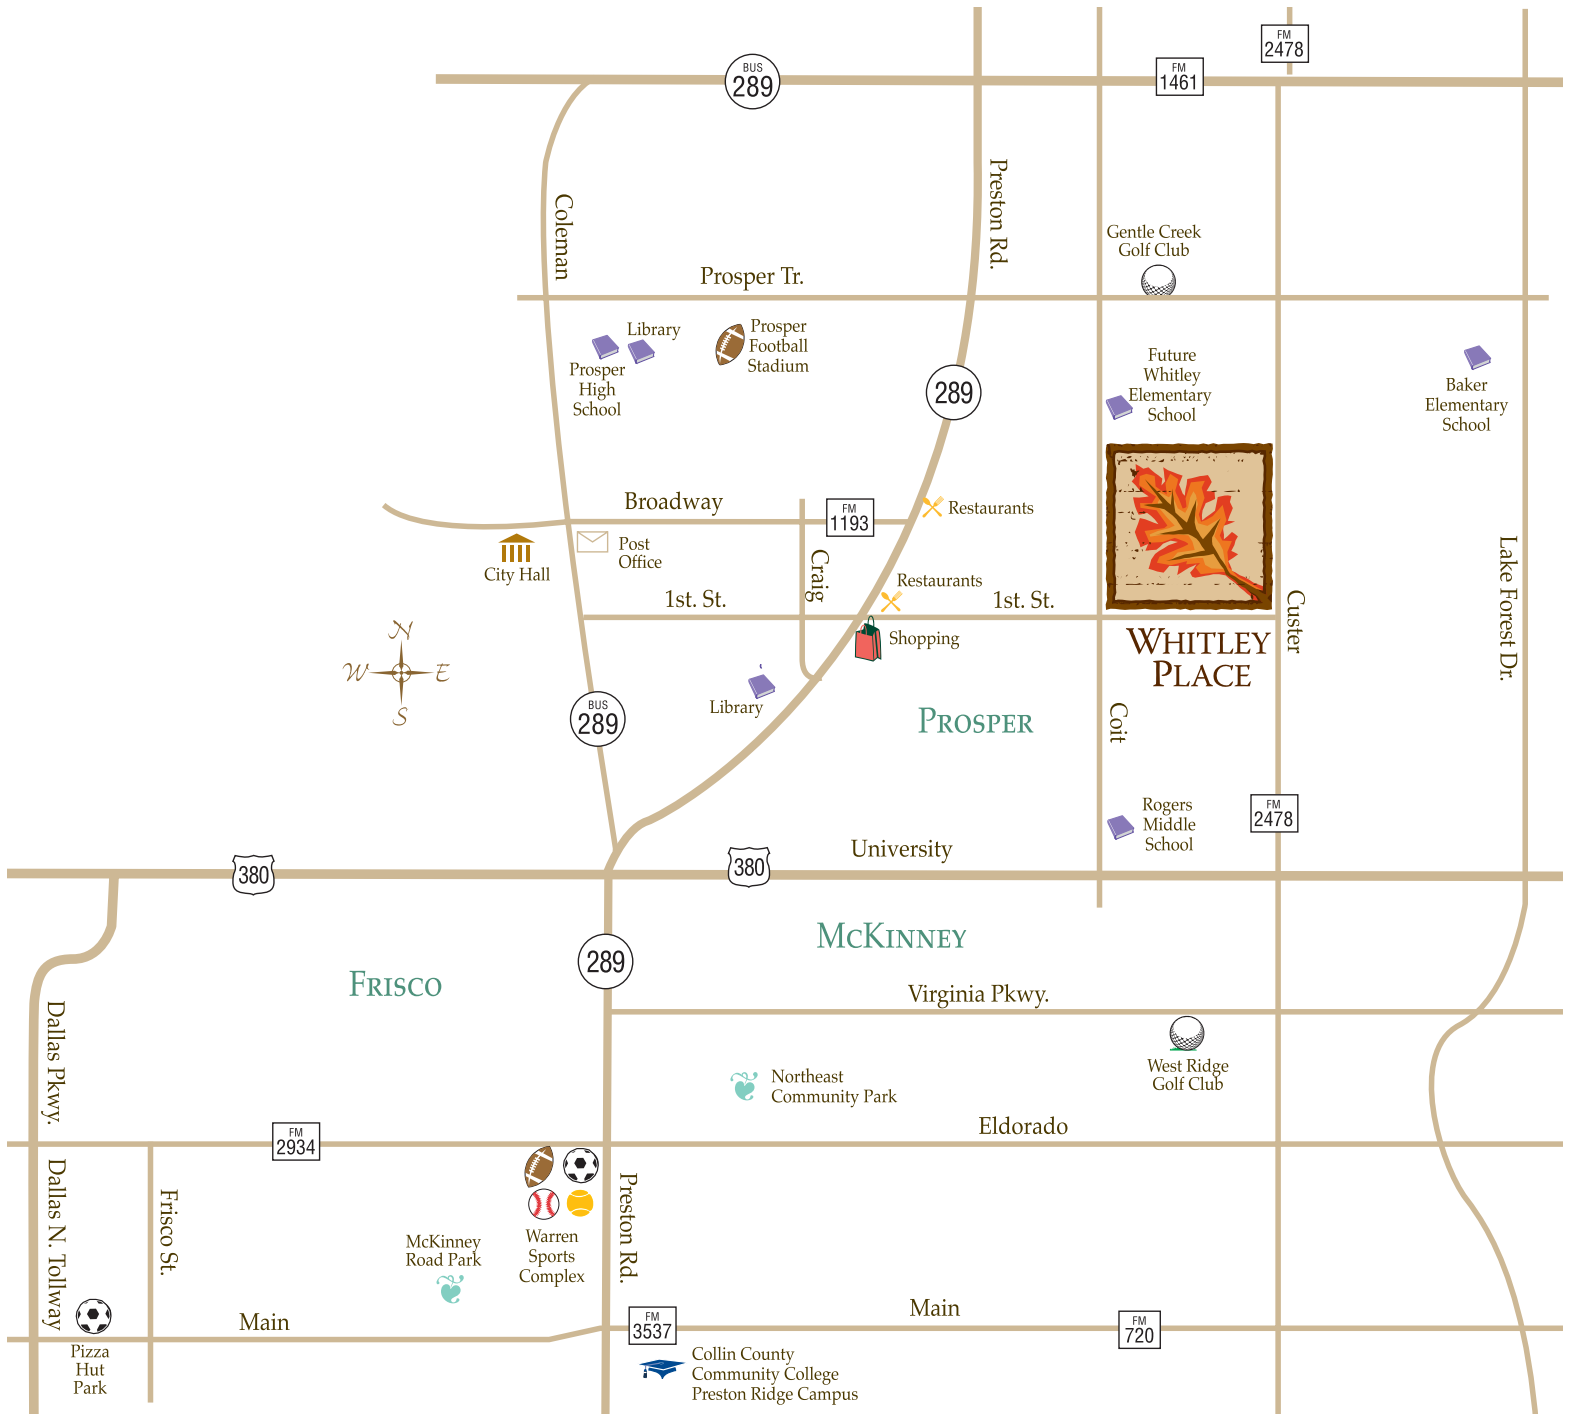 FM
2478
BUS
289
FM
1461
Preston Rd.
Coleman
Gentle Creek
Golf Club
Prosper Tr.
Library
Prosper
Football
Stadium
Prosper
High
School
289
Future
Whitley
Elementary
School
Baker
Elementary
School
Broadway
FM
1193
Restaurants
Post
Office
City Hall
Craig
Restaurants
1st. St.
1st. St.
Custer
Lake Forest Dr.
Shopping
WHITLEY
PLACE
N
W
E
S
Library
BUS
289
PROSPER
Coit
Rogers
Middle
School
FM
2478
University
380
380
McKINNEY
289
FRISCO
Virginia Pkwy.
Dallas Pkwy.
West Ridge
Golf Club
Northeast
Community Park
Eldorado
FM
2934
Dallas N. Tollway
Frisco St.
Preston Rd.
McKinney
Road Park
Warren
Sports
Complex
Main
Main
FM
3537
FM
720
Pizza
Hut
Park
Collin County
Community College
Preston Ridge Campus